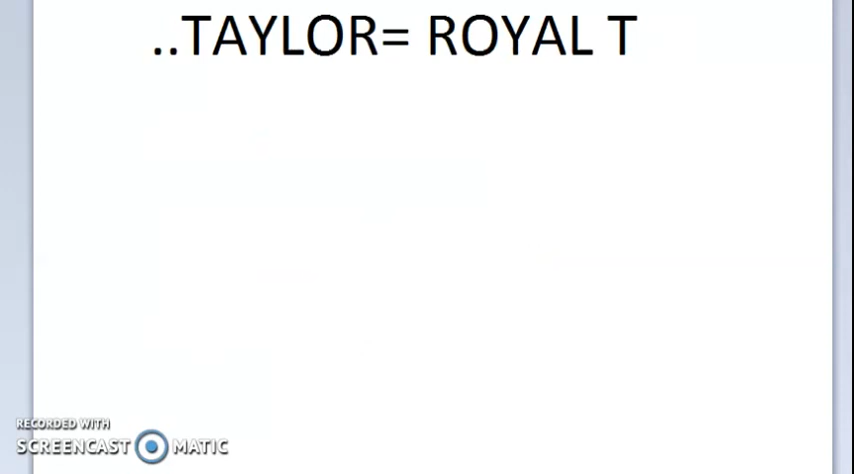 ..TAYLOR= ROYAL T
RECORDED WITH
SCREENCAST MATIC